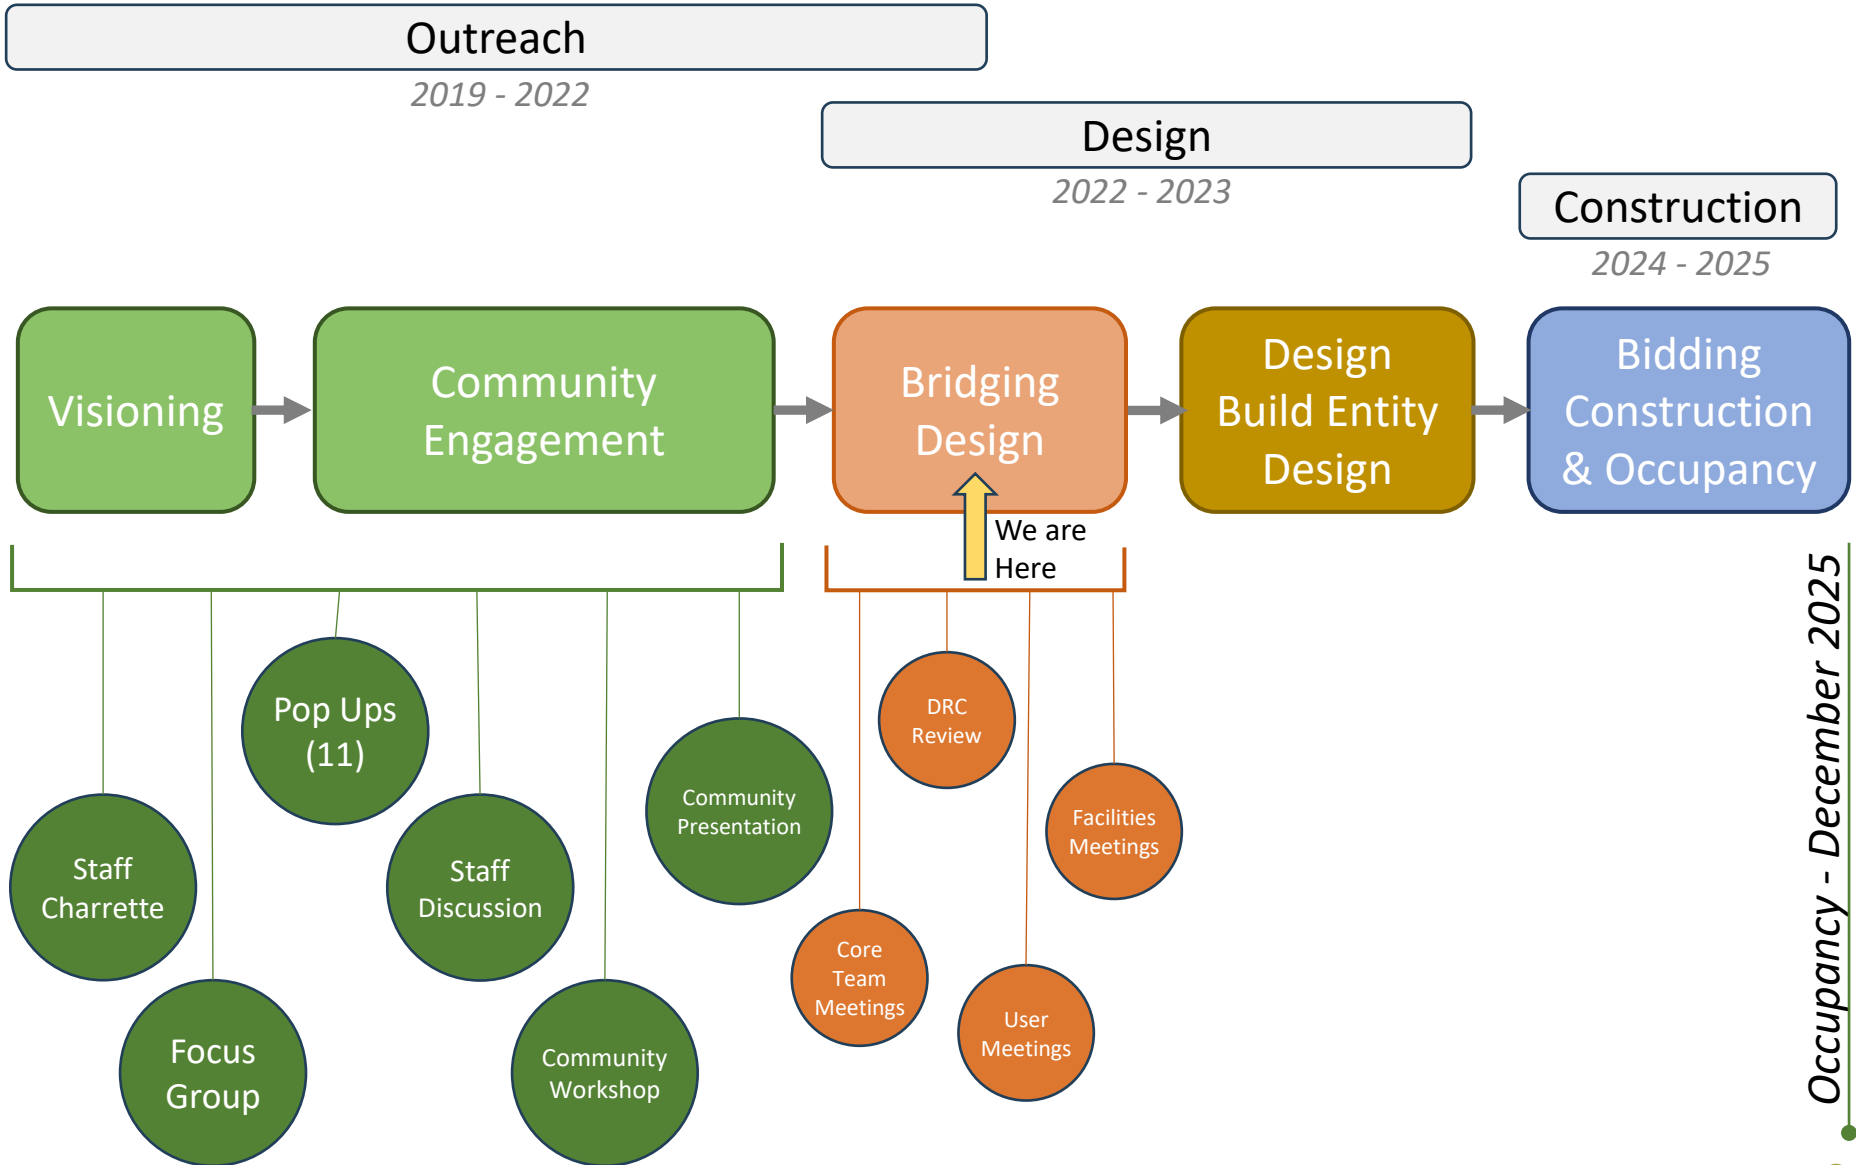 Outreach
2019 - 2022
Design
2022 - 2023
Construction
2024 - 2025
Visioning
Community
Engagement
Bridging
Design
Design
Build Entity
Design
Bidding
Construction
& Occupancy
We are
Here
Pop Ups
(11)
Staff
Charrette
Focus
Group
Staff
Discussion
Community
Workshop
Community
Presentation
DRC
Review
Facilities
Meetings
Core
Team
Meetings
User
Meetings
Occupancy - December 2025